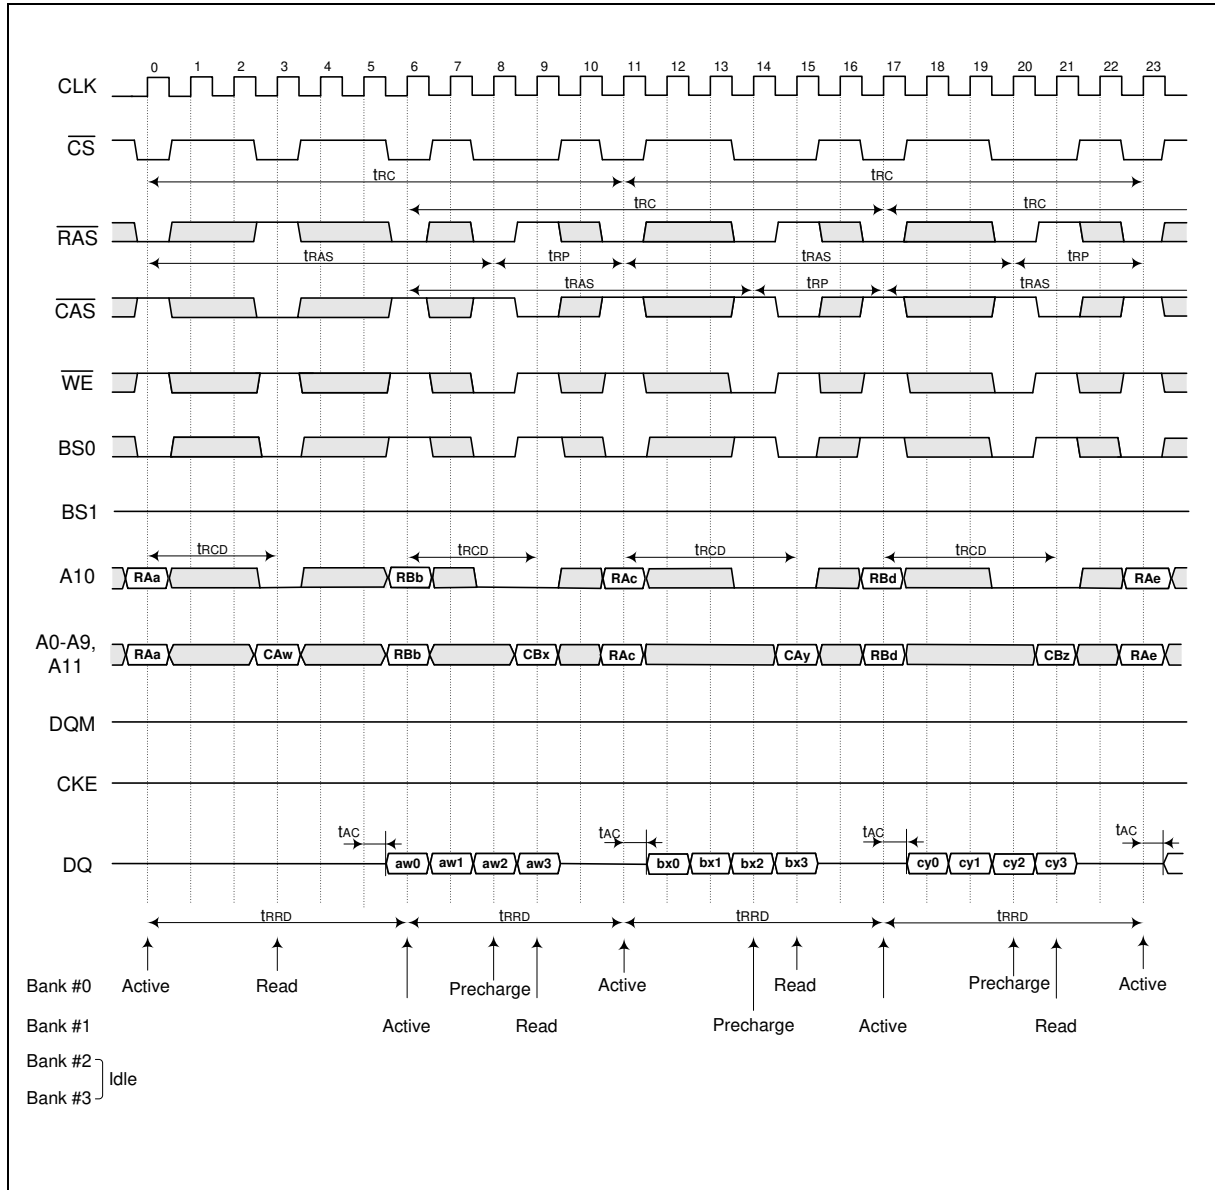 0 1 2 3 4 5 6 7 8 9 10 11 12 13 14 15 16 17 18 19 20 21 22 23
CLK
CS
tRC tRC
tRC tRC
RAS
tRAS tRP tRAS tRP
tRAS tRP tRAS
CAS
WE
BS0
BS1
tRCD tRCD tRCD tRCD
A10 RAa RBb RAc RBd RAe
A0-A9,
A11
RAa CAw RBb CBx RAc CAy RBd CBz RAe
DQM
CKE
tAC tAC tAC tAC
DQ aw0 aw1 aw2 aw3 bx0 bx1 bx2 bx3 cy0 cy1 cy2 cy3
tRRD tRRD tRRD tRRD
Bank #0 Active Read Precharge Active Read Precharge Active
Bank #1 Active Read Precharge Active Read
Bank #2
Idle
Bank #3